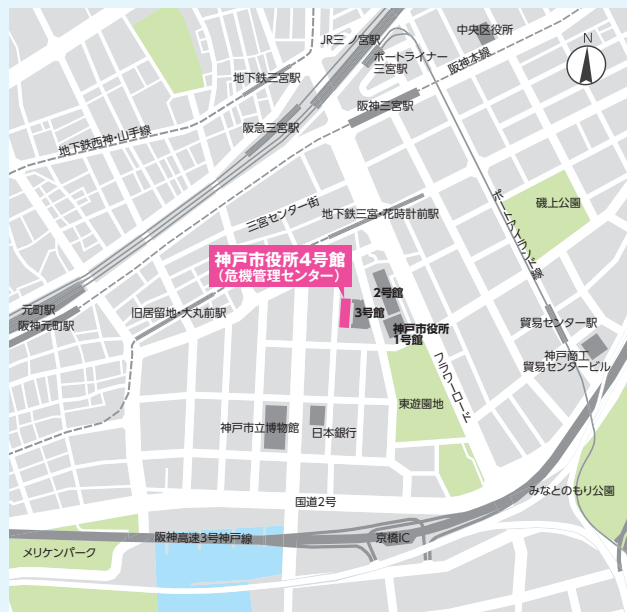 中央区役所
JR三ノ宮駅
N
ポートライナー
三宮駅
阪神本線
地下鉄三宮駅
阪神三宮駅
阪急三宮駅
地下鉄西神・山手線
三宮センター街
地下鉄三宮・花時計前駅
ポートアイランド線
磯上公園
神戸市役所4号館
(危機管理センター)
2号館
3号館
元町駅
阪神元町駅
旧居留地・大丸前駅
神戸市役所
1号館
貿易センター駅
神戸商工
貿易センタービル
フラワーロード
東遊園地
神戸市立博物館
日本銀行
国道2号
みなとのもり公園
阪神高速3号神戸線
京橋IC
メリケンパーク